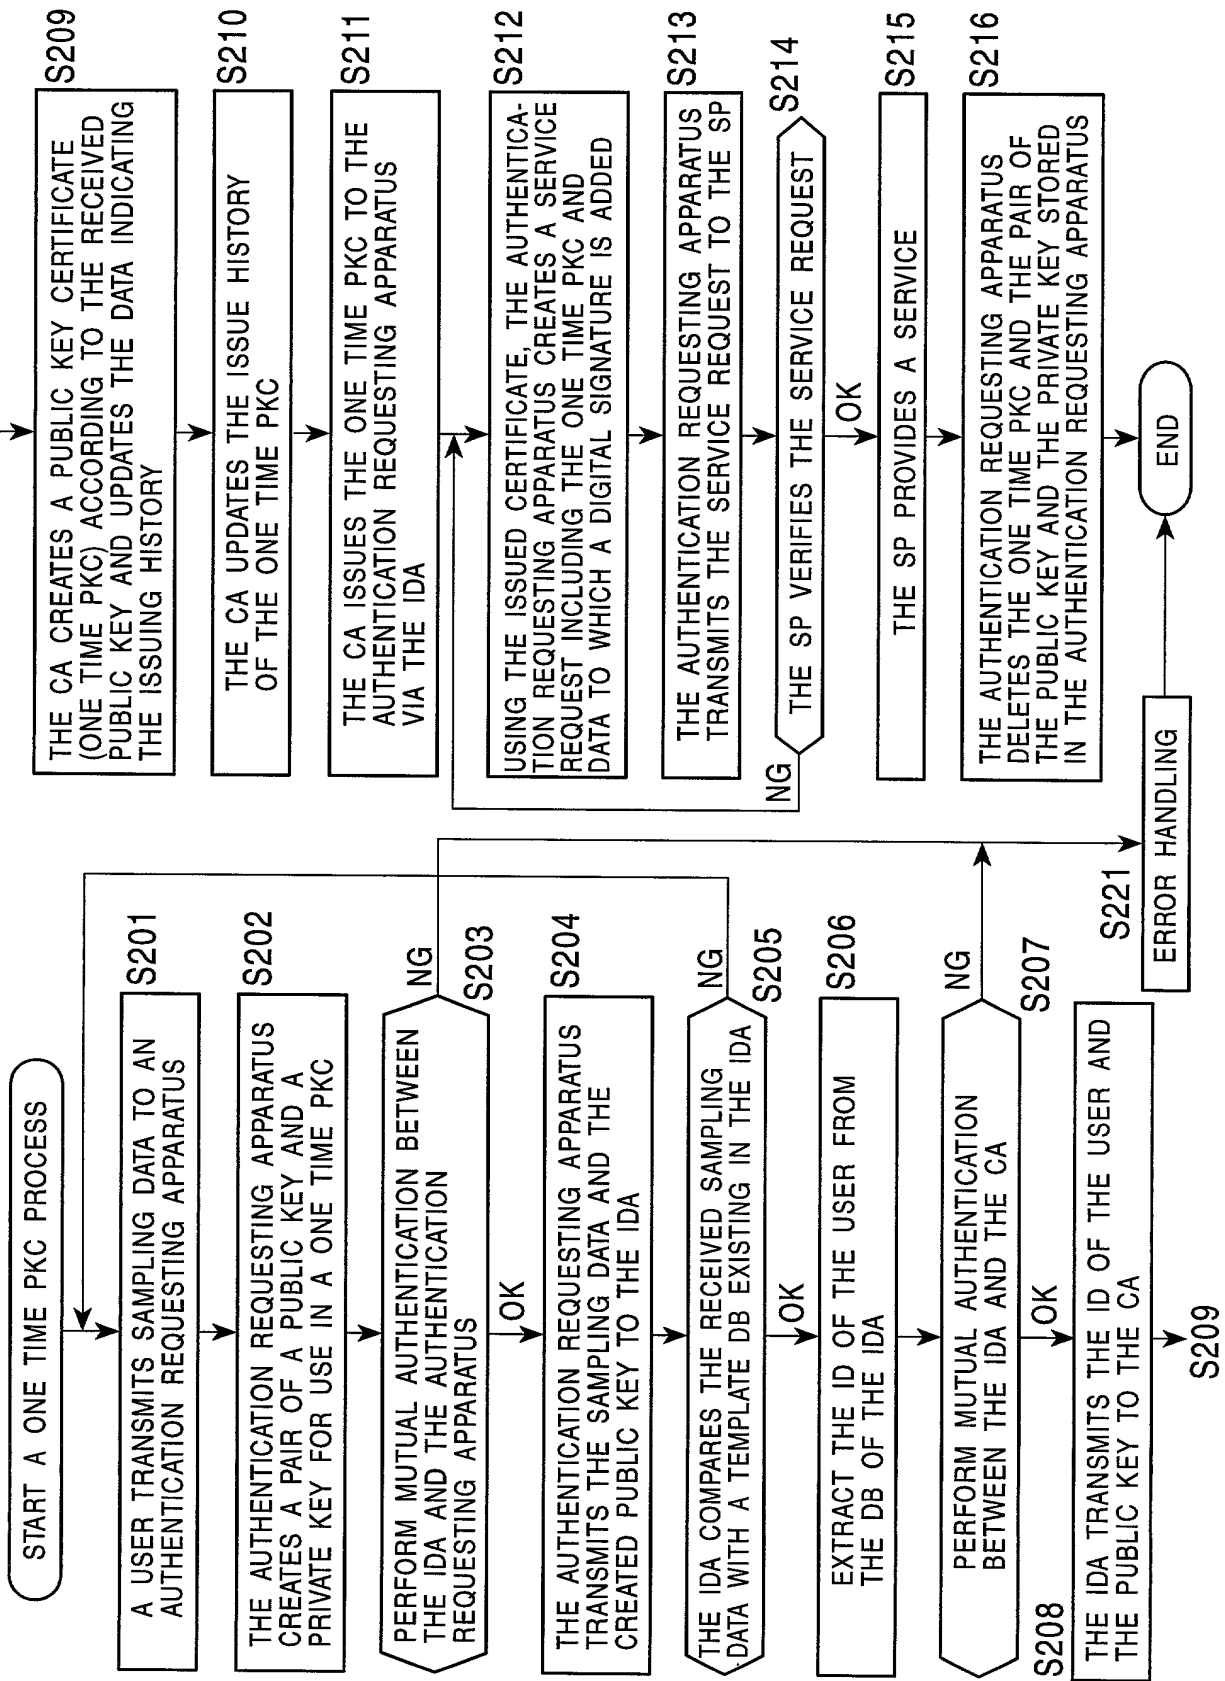 START A ONE TIME PKC PROCESS
S201
A USER TRANSMITS SAMPLING DATA TO AN
AUTHENTICATION REQUESTING APPARATUS
S202
THE AUTHENTICATION REQUESTING APPARATUS
CREATES A PAIR OF A PUBLIC KEY AND A
PRIVATE KEY FOR USE IN A ONE TIME PKC
NG
S203
PERFORM MUTUAL AUTHENTICATION BETWEEN
THE IDA AND THE AUTHENTICATION
REQUESTING APPARATUS
OK
S204
THE AUTHENTICATION REQUESTING APPARATUS
TRANSMITS THE SAMPLING DATA AND THE
CREATED PUBLIC KEY TO THE IDA
NG
S205
THE IDA COMPARES THE RECEIVED SAMPLING
DATA WITH A TEMPLATE DB EXISTING IN THE IDA
OK
S206
EXTRACT THE ID OF THE USER FROM
THE DB OF THE IDA
NG
S207
PERFORM MUTUAL AUTHENTICATION
BETWEEN THE IDA AND THE CA
S208
OK
THE IDA TRANSMITS THE ID OF THE USER AND
THE PUBLIC KEY TO THE CA
S209
S209
THE CA CREATES A PUBLIC KEY CERTIFICATE
(ONE TIME PKC) ACCORDING TO THE RECEIVED
PUBLIC KEY AND UPDATES THE DATA INDICATING
THE ISSUING HISTORY
S210
THE CA UPDATES THE ISSUE HISTORY
OF THE ONE TIME PKC
S211
THE CA ISSUES THE ONE TIME PKC TO THE
AUTHENTICATION REQUESTING APPARATUS
VIA THE IDA
S212
USING THE ISSUED CERTIFICATE, THE AUTHENTICA-
TION REQUESTING APPARATUS CREATES A SERVICE
REQUEST INCLUDING THE ONE TIME PKC AND
DATA TO WHICH A DIGITAL SIGNATURE IS ADDED
S213
THE AUTHENTICATION REQUESTING APPARATUS
TRANSMITS THE SERVICE REQUEST TO THE SP
S214
NG
THE SP VERIFIES THE SERVICE REQUEST
OK
S215
THE SP PROVIDES A SERVICE
S216
THE AUTHENTICATION REQUESTING APPARATUS
DELETES THE ONE TIME PKC AND THE PAIR OF
THE PUBLIC KEY AND THE PRIVATE KEY STORED
IN THE AUTHENTICATION REQUESTING APPARATUS
S221
ERROR HANDLING
END